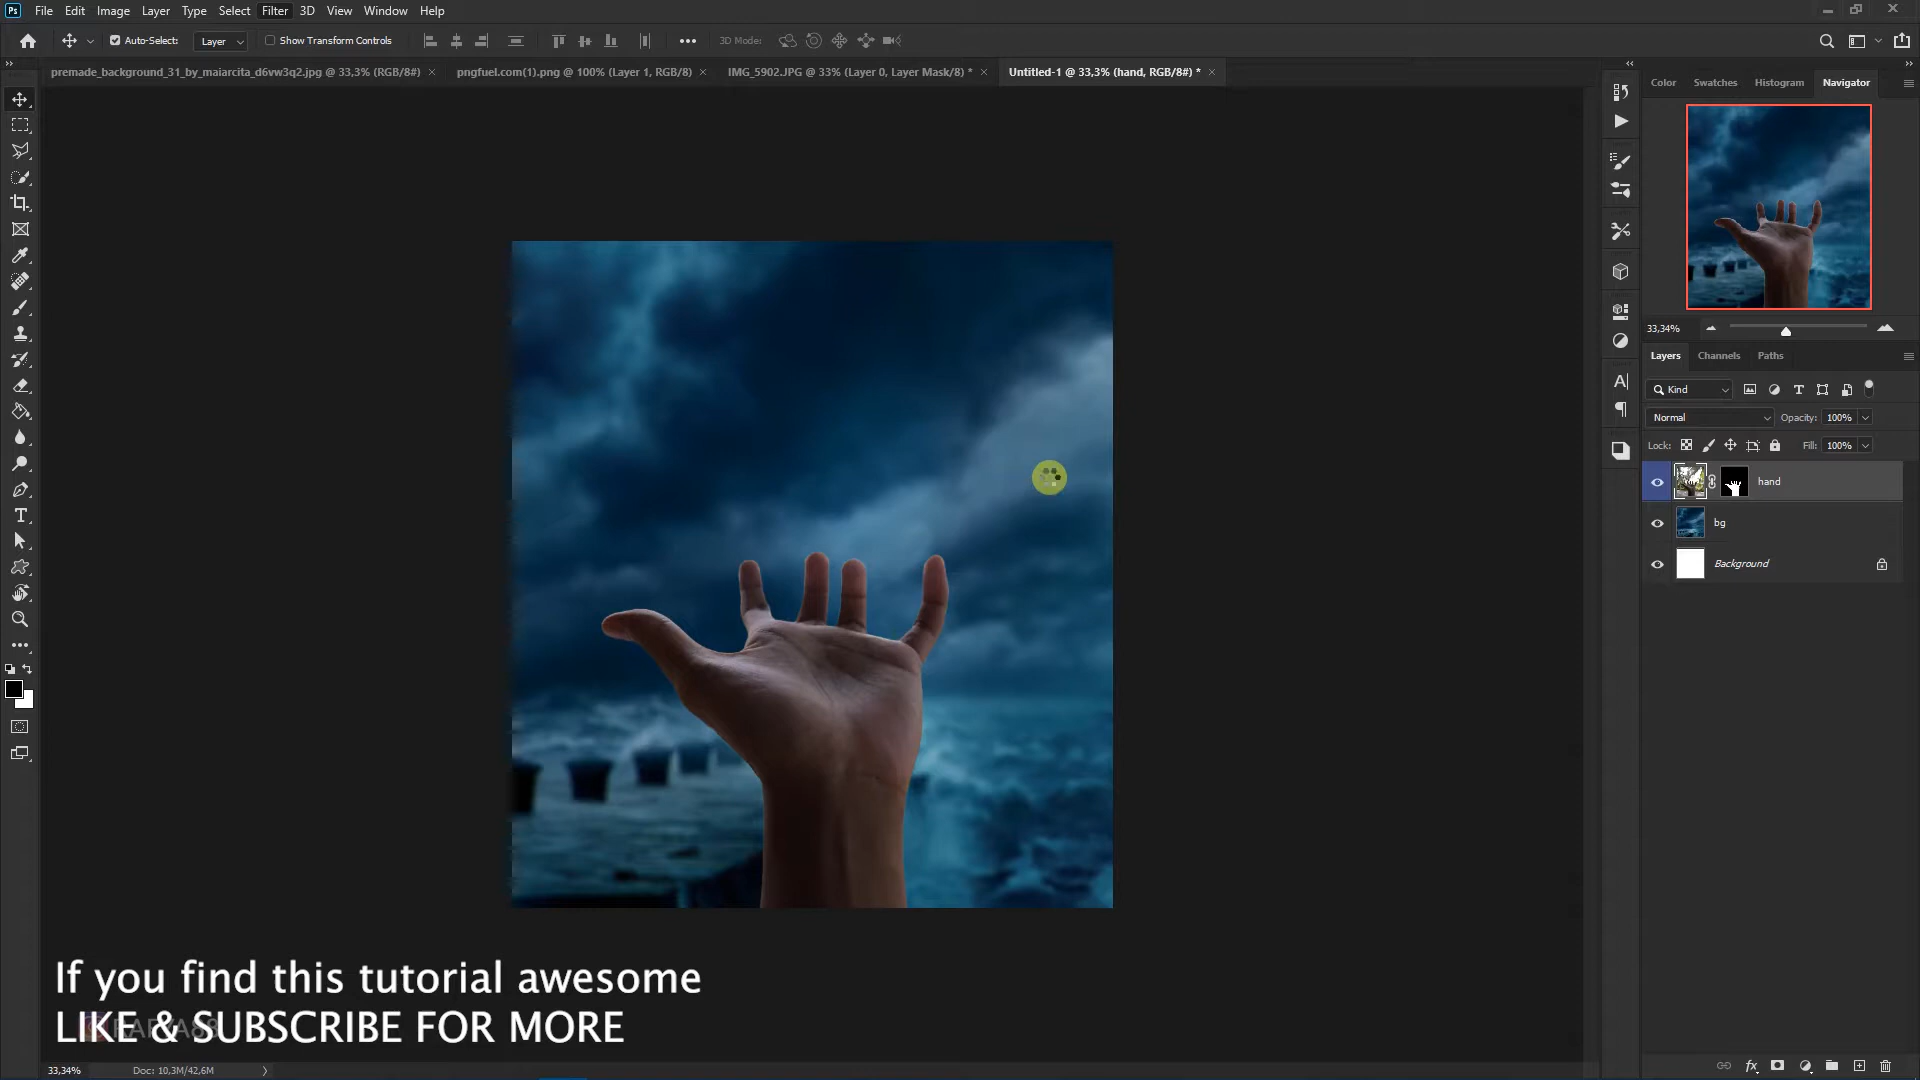 Ps File Edit Image Layer Type Select Filter 3D View Window Help
Auto-Select: Layer Show Transform Controls 3D Mode:
premade_background_31_by_maiarcita_d6vw3q2.jpg @ 33,3% (RGB/8#) × pngfuel.com(1).png @ 100% (Layer 1, RGB/8) × IMG_5902.JPG @ 33% (Layer 0, Layer Mask/8) * × Untitled-1 @ 33,3% (hand, RGB/8#) * ×
Color Swatches Histogram Navigator
33,34%
Layers Channels Paths
Kind
Normal Opacity: 100%
Lock: Fill: 100%
hand
bg
Background
If you find this tutorial awesome
LIKE & SUBSCRIBE FOR MORE
33,34% Doc: 10,3M/42,6M